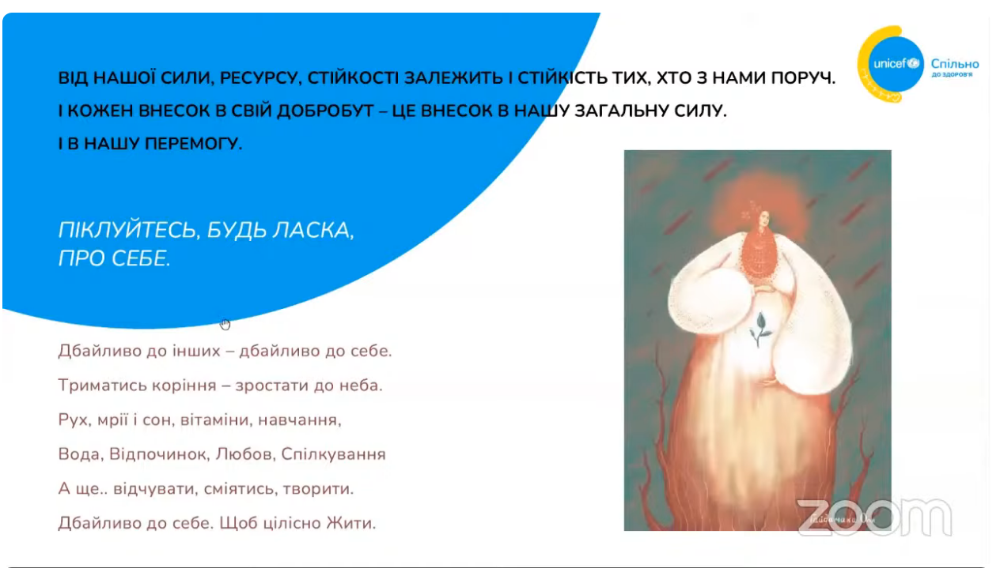 ВІД НАШОЇ СИЛИ, РЕСУРСУ, СТІЙКОСТІ ЗАЛЕЖИТЬ І СТІЙКІСТЬ ТИХ, ХТО З НАМИ ПОРУЧ.
І КОЖЕН ВНЕСОК В СВІЙ ДОБРОБУТ – ЦЕ ВНЕСОК В НАШУ ЗАГАЛЬНУ СИЛУ.
І В НАШУ ПЕРЕМОГУ.
unicef
Спільно
ДО ЗДОРОВ'Я
ПІКЛУЙТЕСЬ, БУДЬ ЛАСКА,
ПРО СЕБЕ.
Дбайливо до інших – дбайливо до себе.
Триматись коріння – зростати до неба.
Рух, мрії і сон, вітаміни, навчання,
Вода, Відпочинок, Любов, Спілкування
А ще.. відчувати, сміятись, творити.
Дбайливо до себе. Щоб цілісно Жити.
zoom